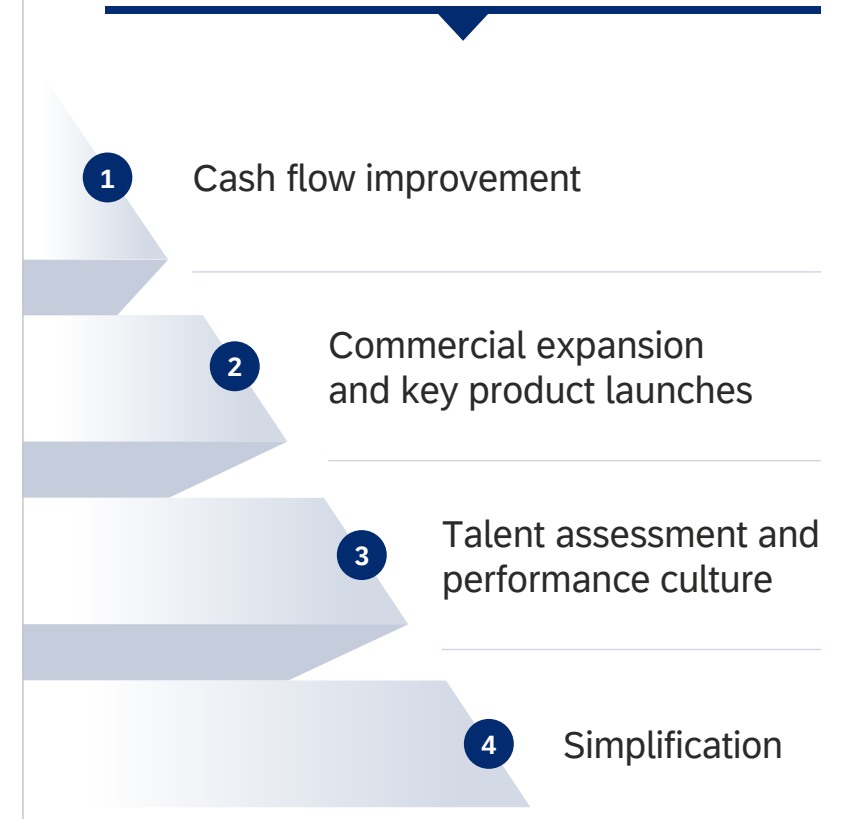 1
Cash flow improvement
2
Commercial expansion
and key product launches
3
Talent assessment and
performance culture
4
Simplification